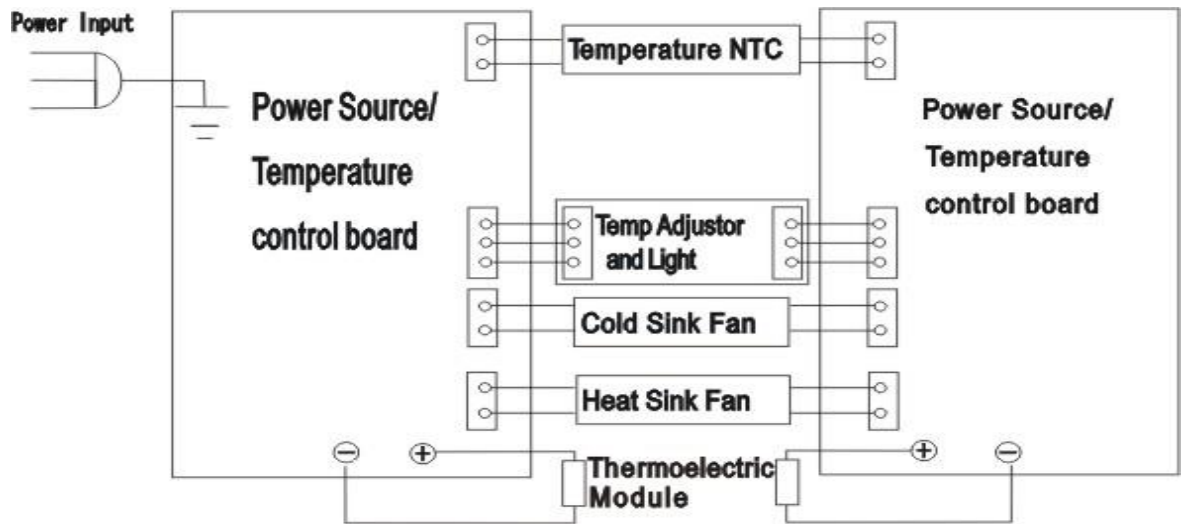 Power Input
Power Source/
Temperature
control board
Temperature NTC
Temp Adjustor
and Light
Cold Sink Fan
Heat Sink Fan
Thermoelectric
Module
Power Source/
Temperature
control board